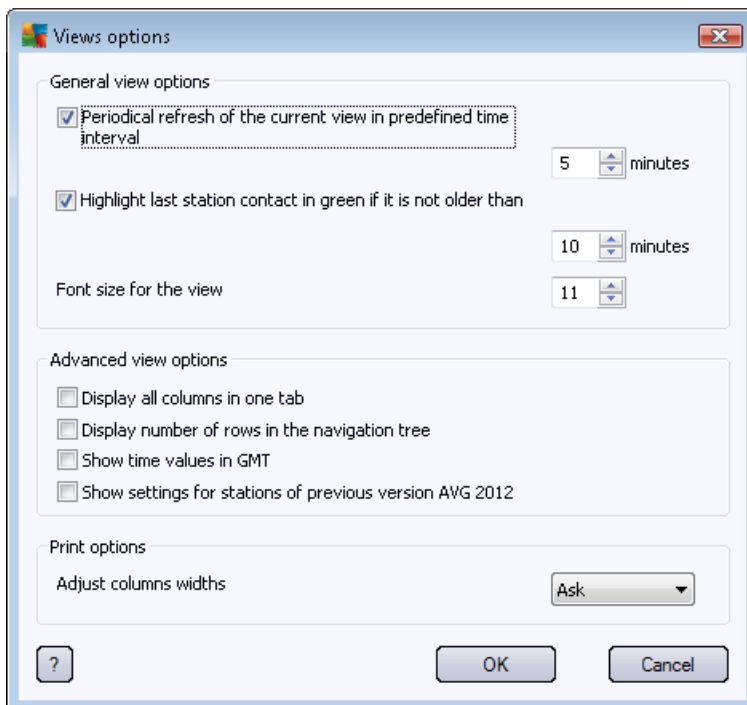 Views options
General view options
Periodical refresh of the current view in predefined time
interval
5 minutes
Highlight last station contact in green if it is not older than
10 minutes
Font size for the view 11
Advanced view options
Display all columns in one tab
Display number of rows in the navigation tree
Show time values in GMT
Show settings for stations of previous version AVG 2012
Print options
Adjust columns widths Ask
? OK Cancel